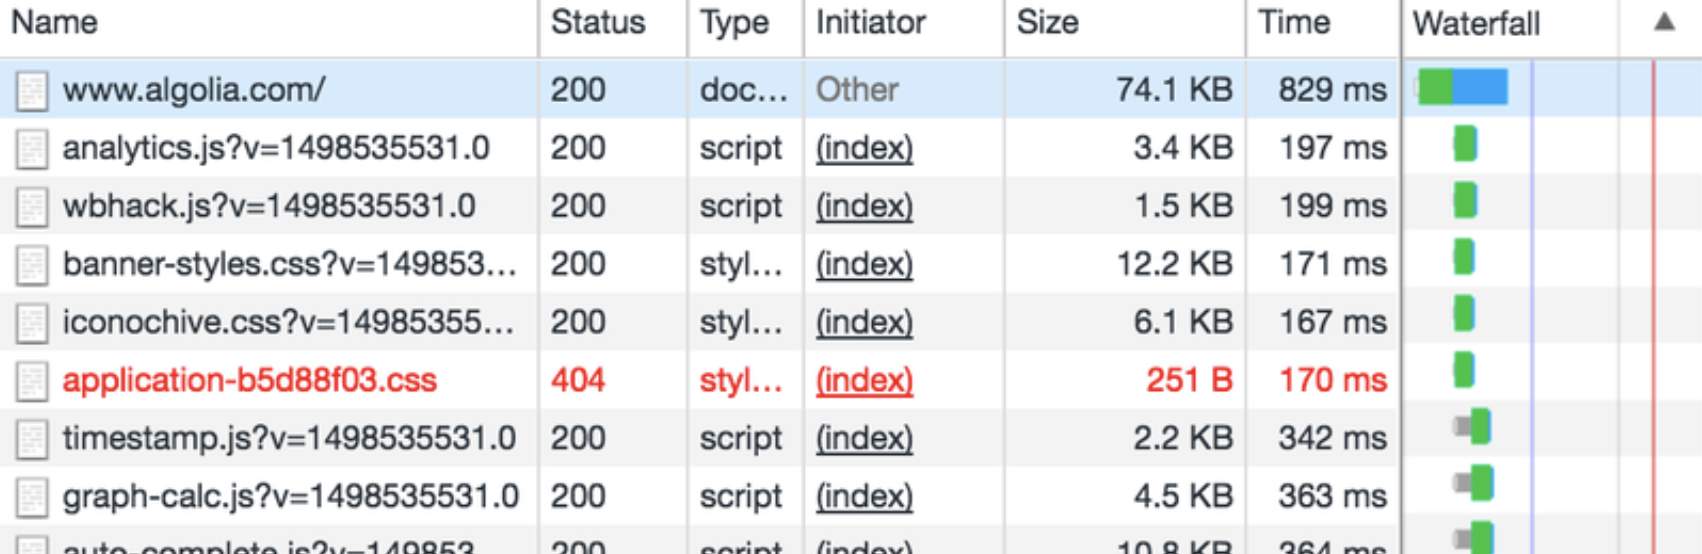 Name Status Type Initiator Size Time Waterfall ▲
www.algolia.com/ 200 doc... Other 74.1 KB 829 ms
analytics.js?v=1498535531.0 200 script (index) 3.4 KB 197 ms
wbhack.js?v=1498535531.0 200 script (index) 1.5 KB 199 ms
banner-styles.css?v=149853... 200 styl... (index) 12.2 KB 171 ms
iconochive.css?v=14985355... 200 styl... (index) 6.1 KB 167 ms
application-b5d88f03.css 404 styl... (index) 251 B 170 ms
timestamp.js?v=1498535531.0 200 script (index) 2.2 KB 342 ms
graph-calc.js?v=1498535531.0 200 script (index) 4.5 KB 363 ms
auto-complete.js?v=149853... 200 script (index) 10.8 KB 364 ms